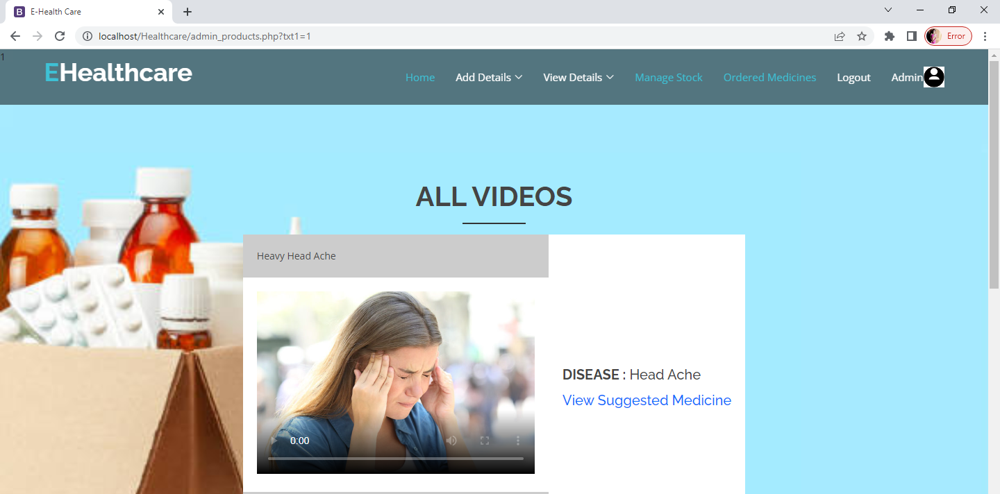 B E-Health Care
localhost/Healthcare/admin_products.php?txt1=1
Error
1
EHealthcare
Home Add Details View Details Manage Stock Ordered Medicines Logout Admin
ALL VIDEOS
Heavy Head Ache
0:00
DISEASE : Head Ache
View Suggested Medicine